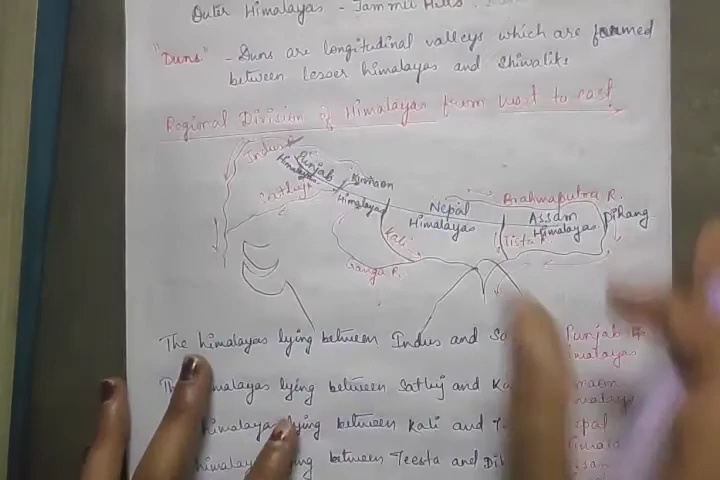 Outer Himalayas - Jammu Hills,
"Duns" - Duns are longitudinal valleys which are formed
between lesser himalayas and Shiwaliks
Regional Division of Himalayas from west to east
Indus
Punjab
Himalayas
Kumaon
Himalayas
Sathuj
Nepal
Himalayas
Brahmaputra R.
Assam
Himalayas
Dihang
Kali
Tista R.
Ganga R.
The himalayas lying between Indus and Punjab
himalayas
himalayas lying between Sathuj and
himalayas lying between Kali and
himalayas lying between Teesta and